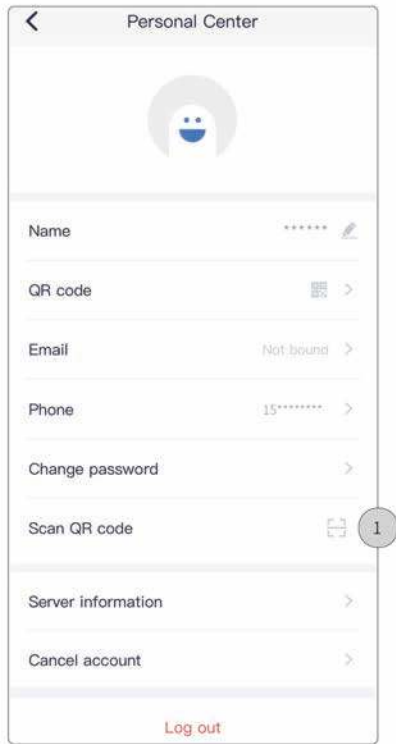 Personal Center
Name ******
QR code
Email Not bound
Phone 15********
Change password
Scan QR code 1
Server information
Cancel account
Log out